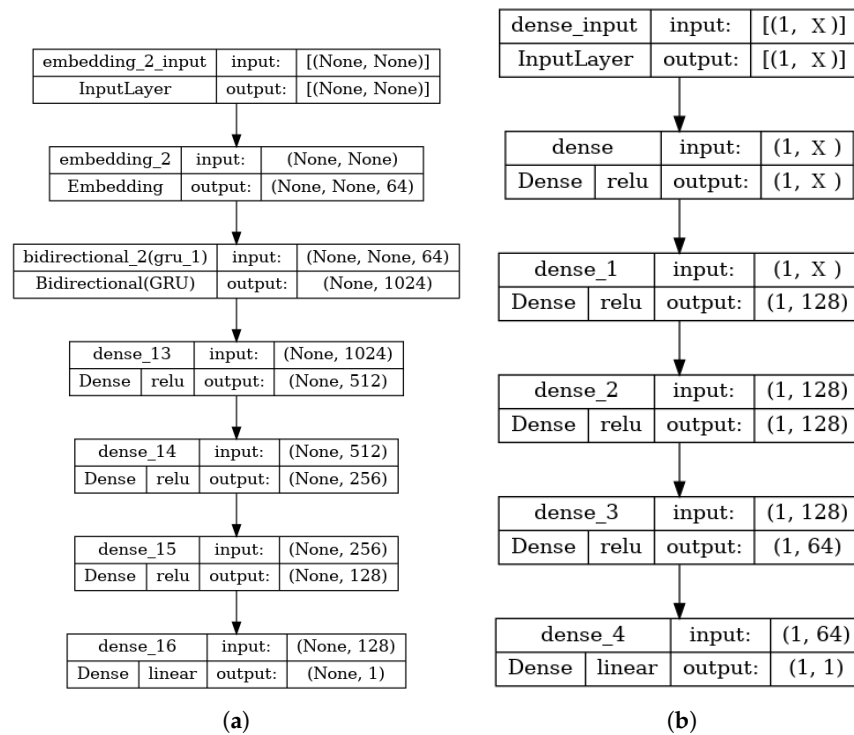 embedding_2_input input: [(None, None)]
InputLayer output: [(None, None)]
embedding_2 input: (None, None)
Embedding output: (None, None, 64)
bidirectional_2(gru_1) input: (None, None, 64)
Bidirectional(GRU) output: (None, 1024)
dense_13 input: (None, 1024)
Dense relu output: (None, 512)
dense_14 input: (None, 512)
Dense relu output: (None, 256)
dense_15 input: (None, 256)
Dense relu output: (None, 128)
dense_16 input: (None, 128)
Dense linear output: (None, 1)
(a)
dense_input input: [(1, X )]
InputLayer output: [(1, X )]
dense input: (1, X )
Dense relu output: (1, X )
dense_1 input: (1, X )
Dense relu output: (1, 128)
dense_2 input: (1, 128)
Dense relu output: (1, 128)
dense_3 input: (1, 128)
Dense relu output: (1, 64)
dense_4 input: (1, 64)
Dense linear output: (1, 1)
(b)